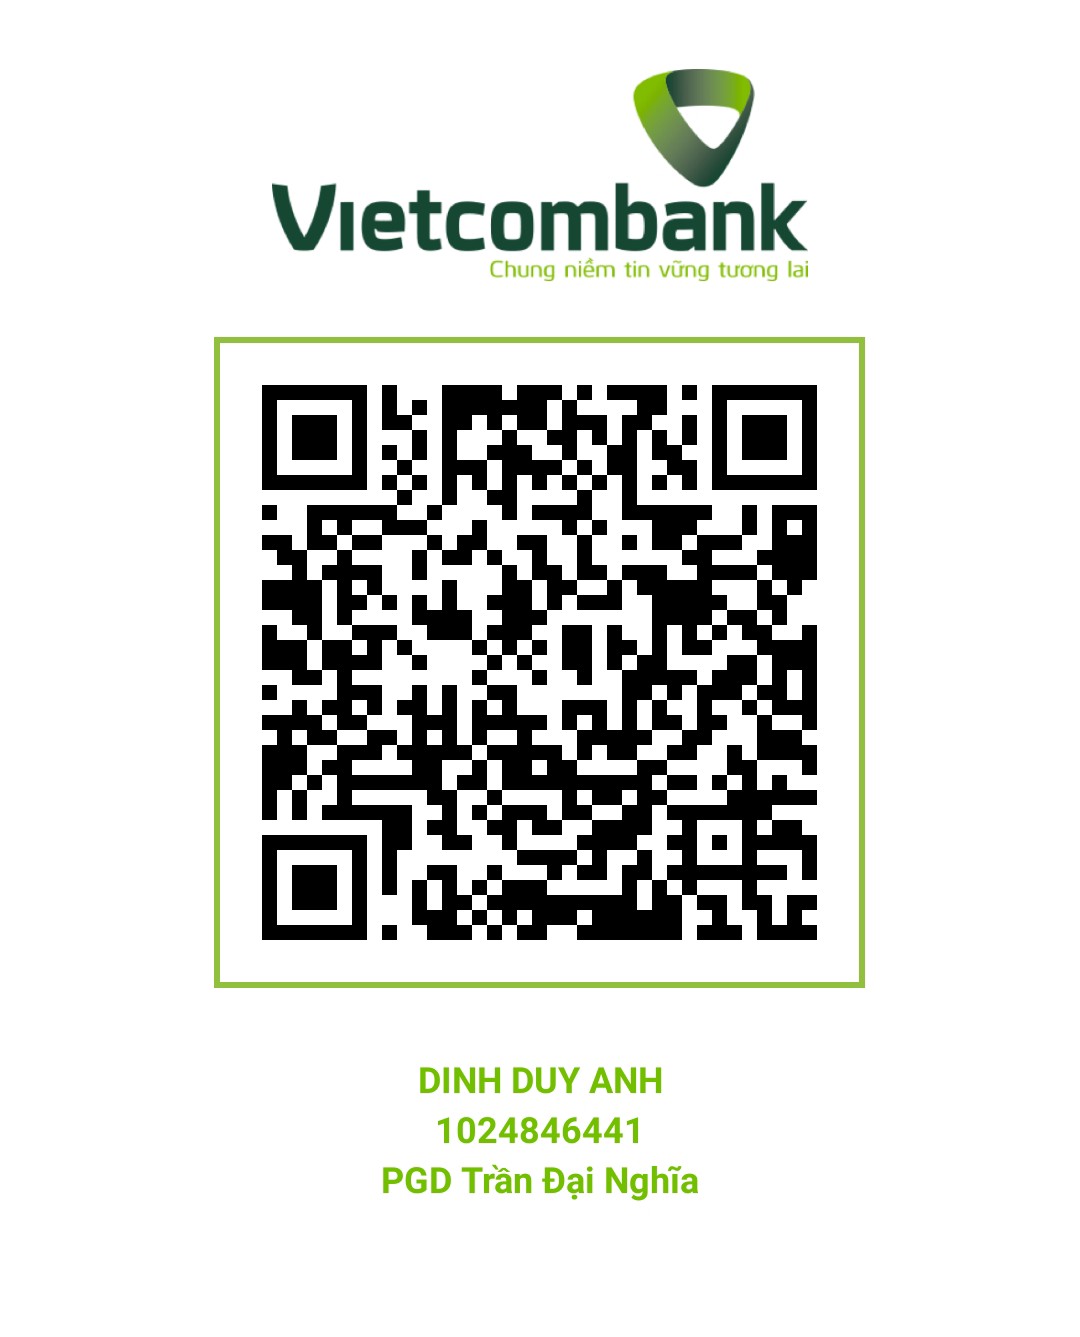 Vietcombank
Chung niềm tin vững tương lai
DINH DUY ANH
1024846441
PGD Trần Đại Nghĩa